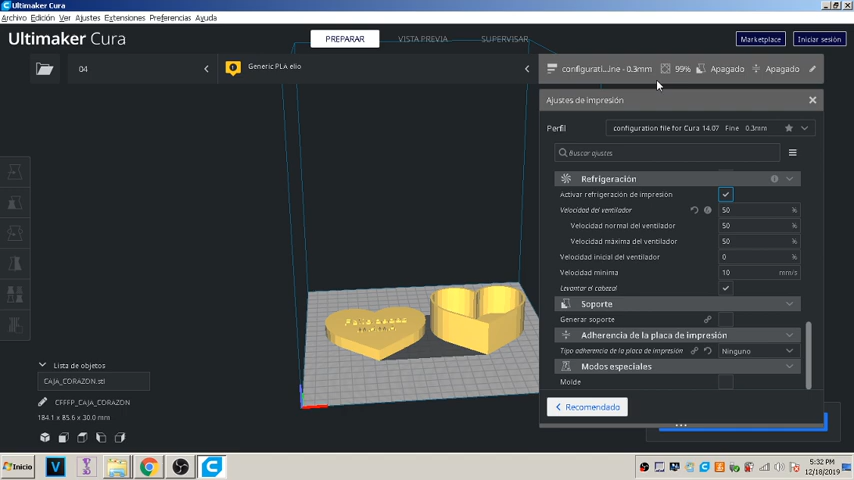 Ultimaker Cura
Archivo Edición Ver Ajustes Extensiones Preferencias Ayuda
Ultimaker Cura
PREPARAR
VISTA PREVIA
SUPERVISAR
Marketplace
Iniciar sesión
04
Generic PLA elio
configurati...ine - 0.3mm
99%
Apagado
Apagado
Ajustes de impresión
Perfil
configuration file for Cura 14.07 Fine 0.3mm
Buscar ajustes
Refrigeración
Activar refrigeración de impresión
Velocidad del ventilador
50 %
Velocidad normal del ventilador
50 %
Velocidad máxima del ventilador
50 %
Velocidad inicial del ventilador
0 %
Velocidad mínima
10 mm/s
Levantar el cabezal
Soporte
Generar soporte
Adherencia de la placa de impresión
Tipo adherencia de la placa de impresión
Ninguno
Modos especiales
Molde
Recomendado
Lista de objetos
CAJA_CORAZON.stl
CFFFP_CAJA_CORAZON
184.1 x 85.6 x 30.0 mm
Inicio
5:32 PM
12/18/2019